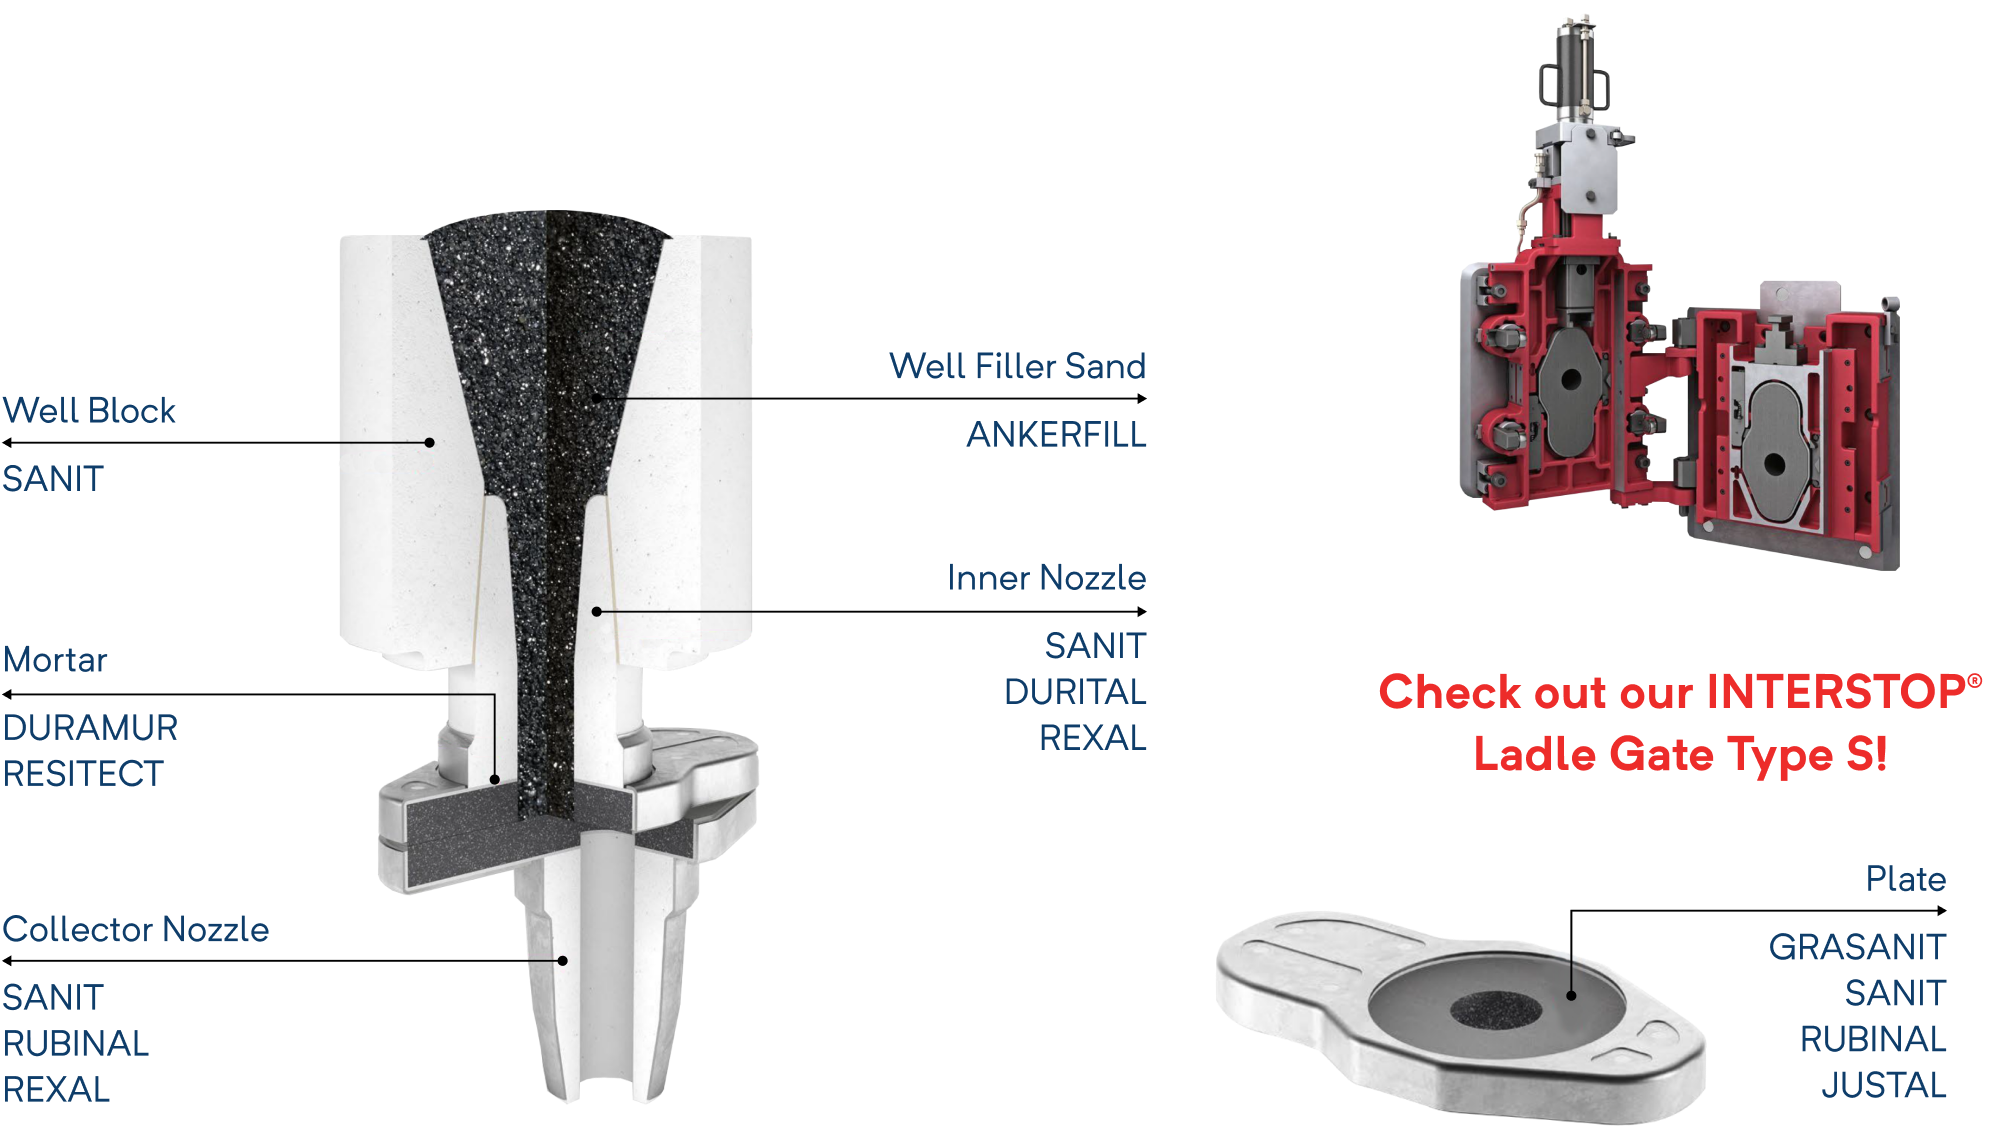 Well Block
SANIT
Mortar
DURAMUR
RESITECT
Collector Nozzle
SANIT
RUBINAL
REXAL
Well Filler Sand
ANKERFILL
Inner Nozzle
SANIT
DURITAL
REXAL
Check out our INTERSTOP®
Ladle Gate Type S!
Plate
GRASANIT
SANIT
RUBINAL
JUSTAL